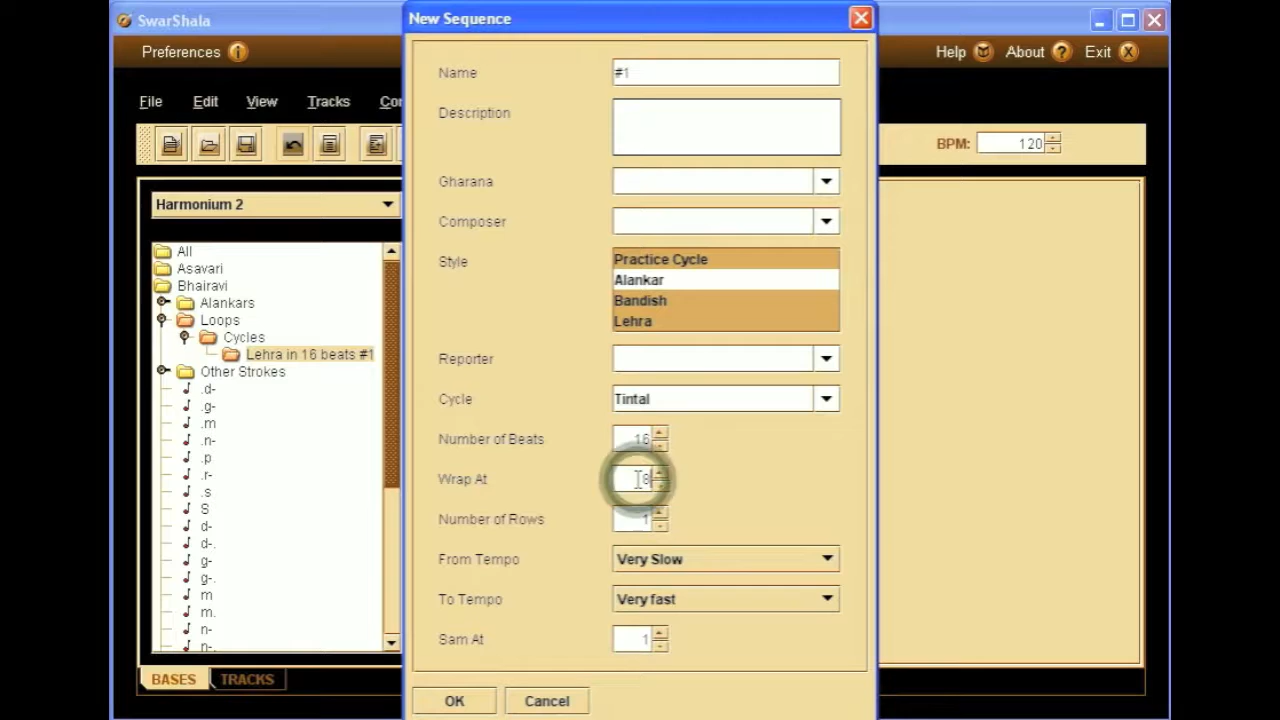 SwarShala
New Sequence
Preferences
Help
About
Exit
File
Edit
View
Tracks
Co
BPM:
120
Harmonium 2
All
Asavari
Bhairavi
Alankars
Loops
Cycles
Lehra in 16 beats #1
Other Strokes
.d-
.g-
.m
.n-
.p
.r-
.s
S
d-
d-.
g-
g-.
m
m.
n-
n-.
BASES
TRACKS
Name
#1
Description
Gharana
Composer
Style
Practice Cycle
Alankar
Bandish
Lehra
Reporter
Cycle
Tintal
Number of Beats
16
Wrap At
8
Number of Rows
1
From Tempo
Very Slow
To Tempo
Very fast
Sam At
1
OK
Cancel